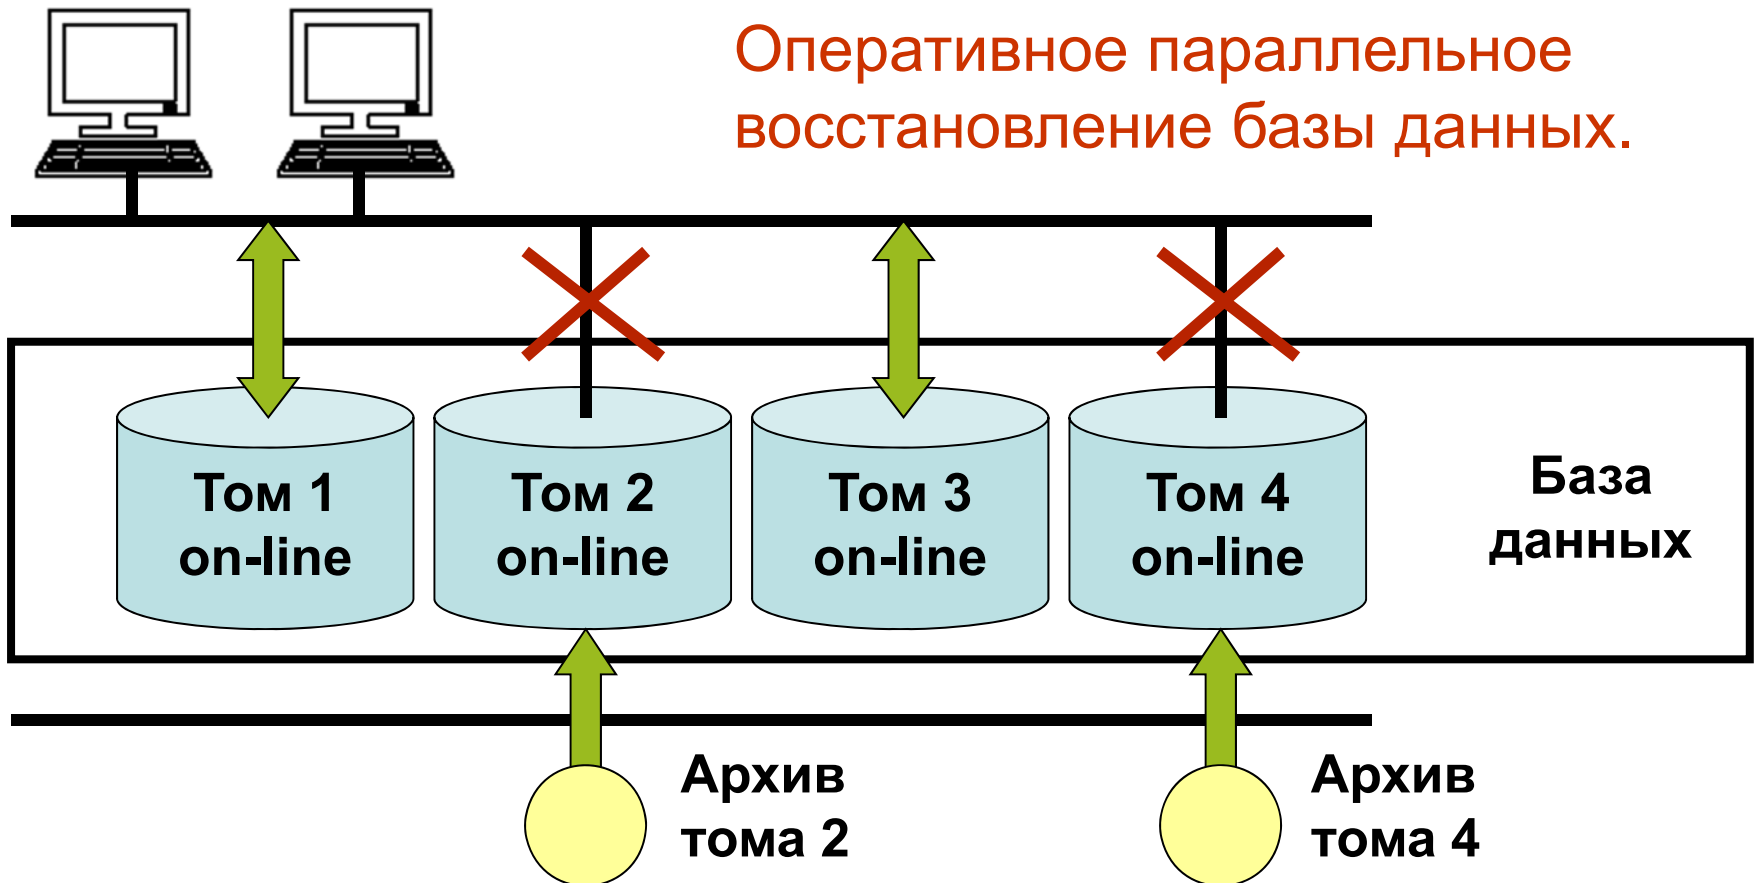 Оперативное параллельное
восстановление базы данных.
Том 1
on-line
Том 2
on-line
Том 3
on-line
Том 4
on-line
База
данных
Архив
тома 2
Архив
тома 4